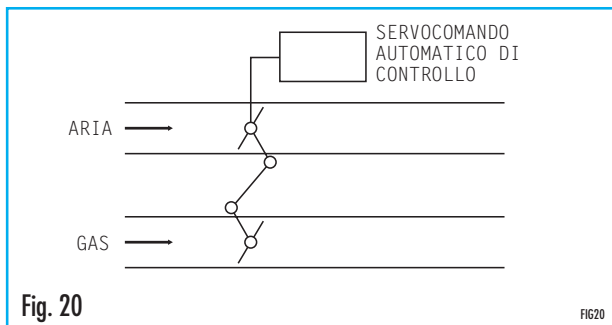 SERVOCOMANDO
AUTOMATICO DI
CONTROLLO
ARIA
GAS
Fig. 20
FIG20